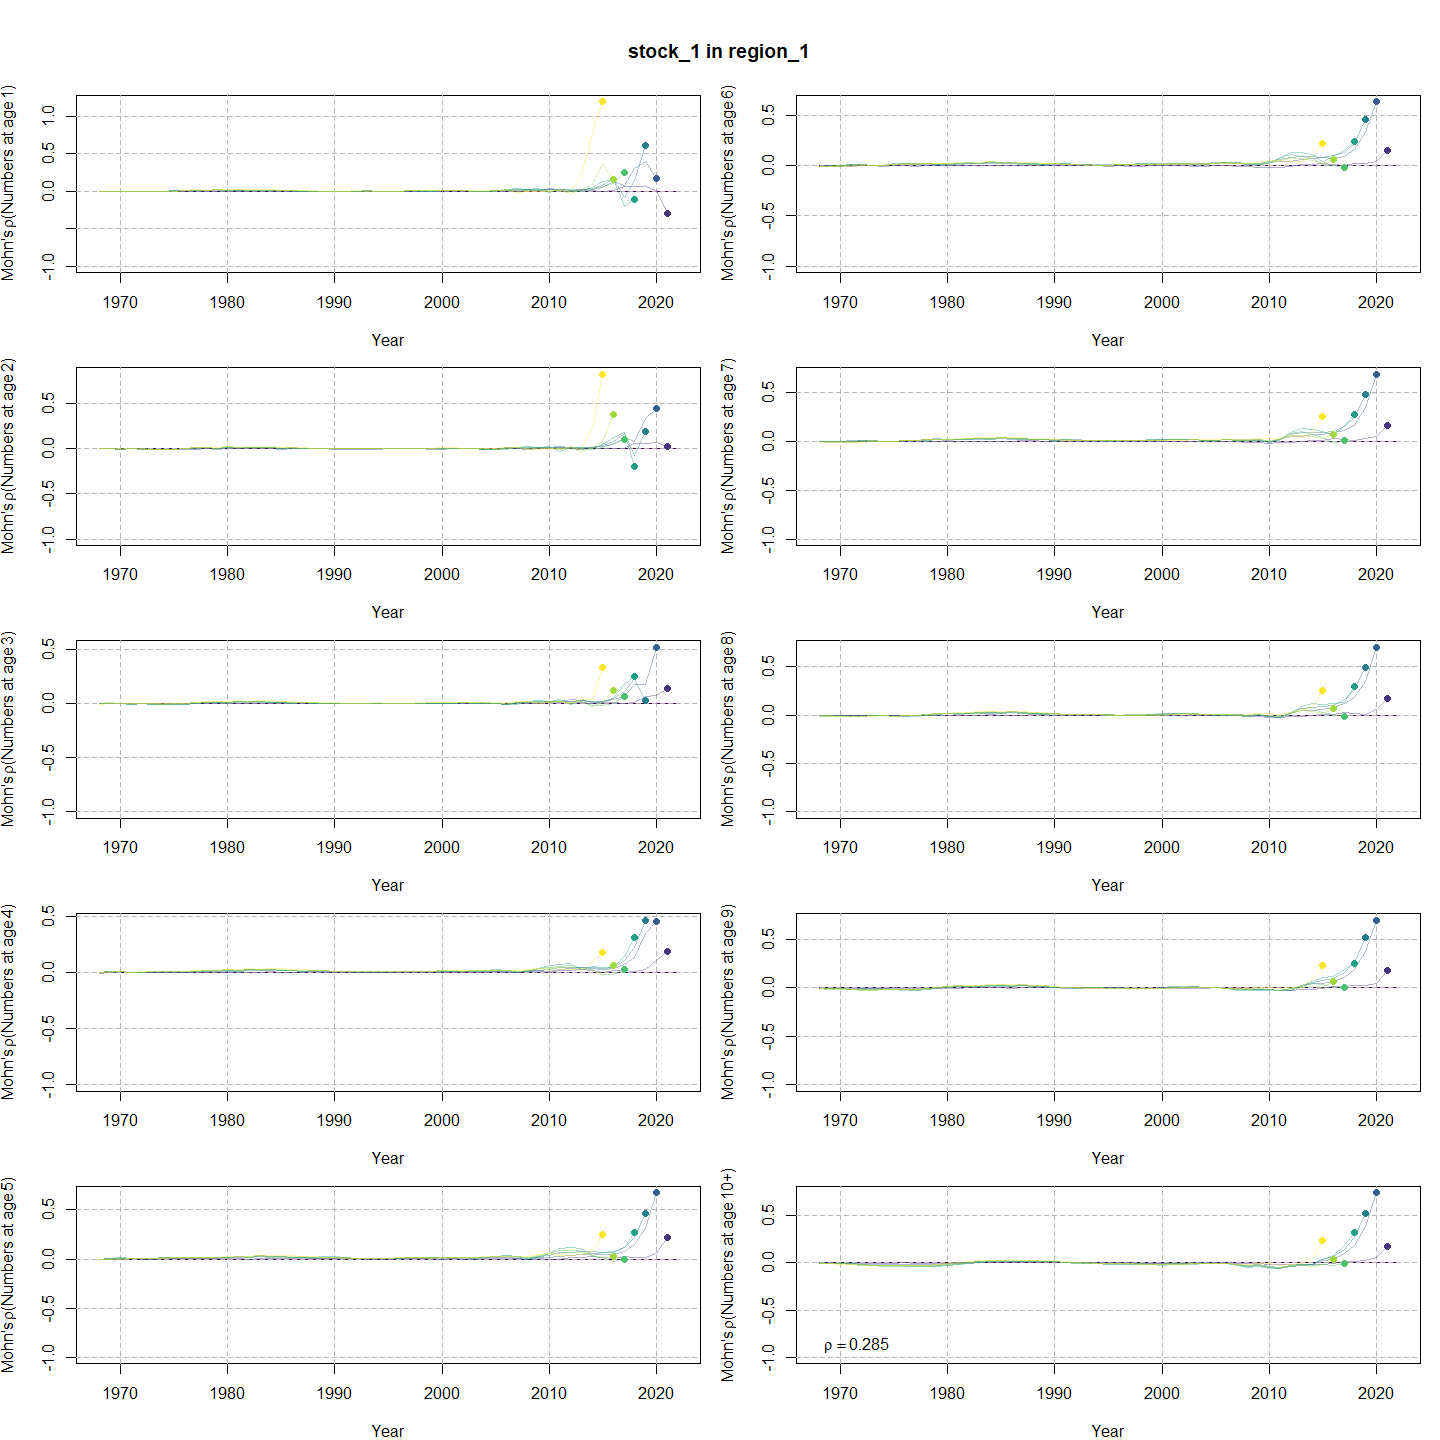 stock_1 in region_1
Mohn's ρ(Numbers at age 1)
1.0
0.5
0.0
-1.0
1970 1980 1990 2000 2010 2020
Year
Mohn's ρ(Numbers at age 6)
0.5
0.0
-0.5
-1.0
1970 1980 1990 2000 2010 2020
Year
Mohn's ρ(Numbers at age 2)
0.5
0.0
-0.5
-1.0
1970 1980 1990 2000 2010 2020
Year
Mohn's ρ(Numbers at age 7)
0.5
0.0
-0.5
-1.0
1970 1980 1990 2000 2010 2020
Year
Mohn's ρ(Numbers at age 3)
0.5
0.0
-0.5
-1.0
1970 1980 1990 2000 2010 2020
Year
Mohn's ρ(Numbers at age 8)
0.5
0.0
-0.5
-1.0
1970 1980 1990 2000 2010 2020
Year
Mohn's ρ(Numbers at age 4)
0.5
0.0
-0.5
-1.0
1970 1980 1990 2000 2010 2020
Year
Mohn's ρ(Numbers at age 9)
0.5
0.0
-0.5
-1.0
1970 1980 1990 2000 2010 2020
Year
Mohn's ρ(Numbers at age 5)
0.5
0.0
-0.5
-1.0
1970 1980 1990 2000 2010 2020
Year
Mohn's ρ(Numbers at age 10+)
0.5
0.0
-0.5
-1.0
ρ = 0.285
1970 1980 1990 2000 2010 2020
Year